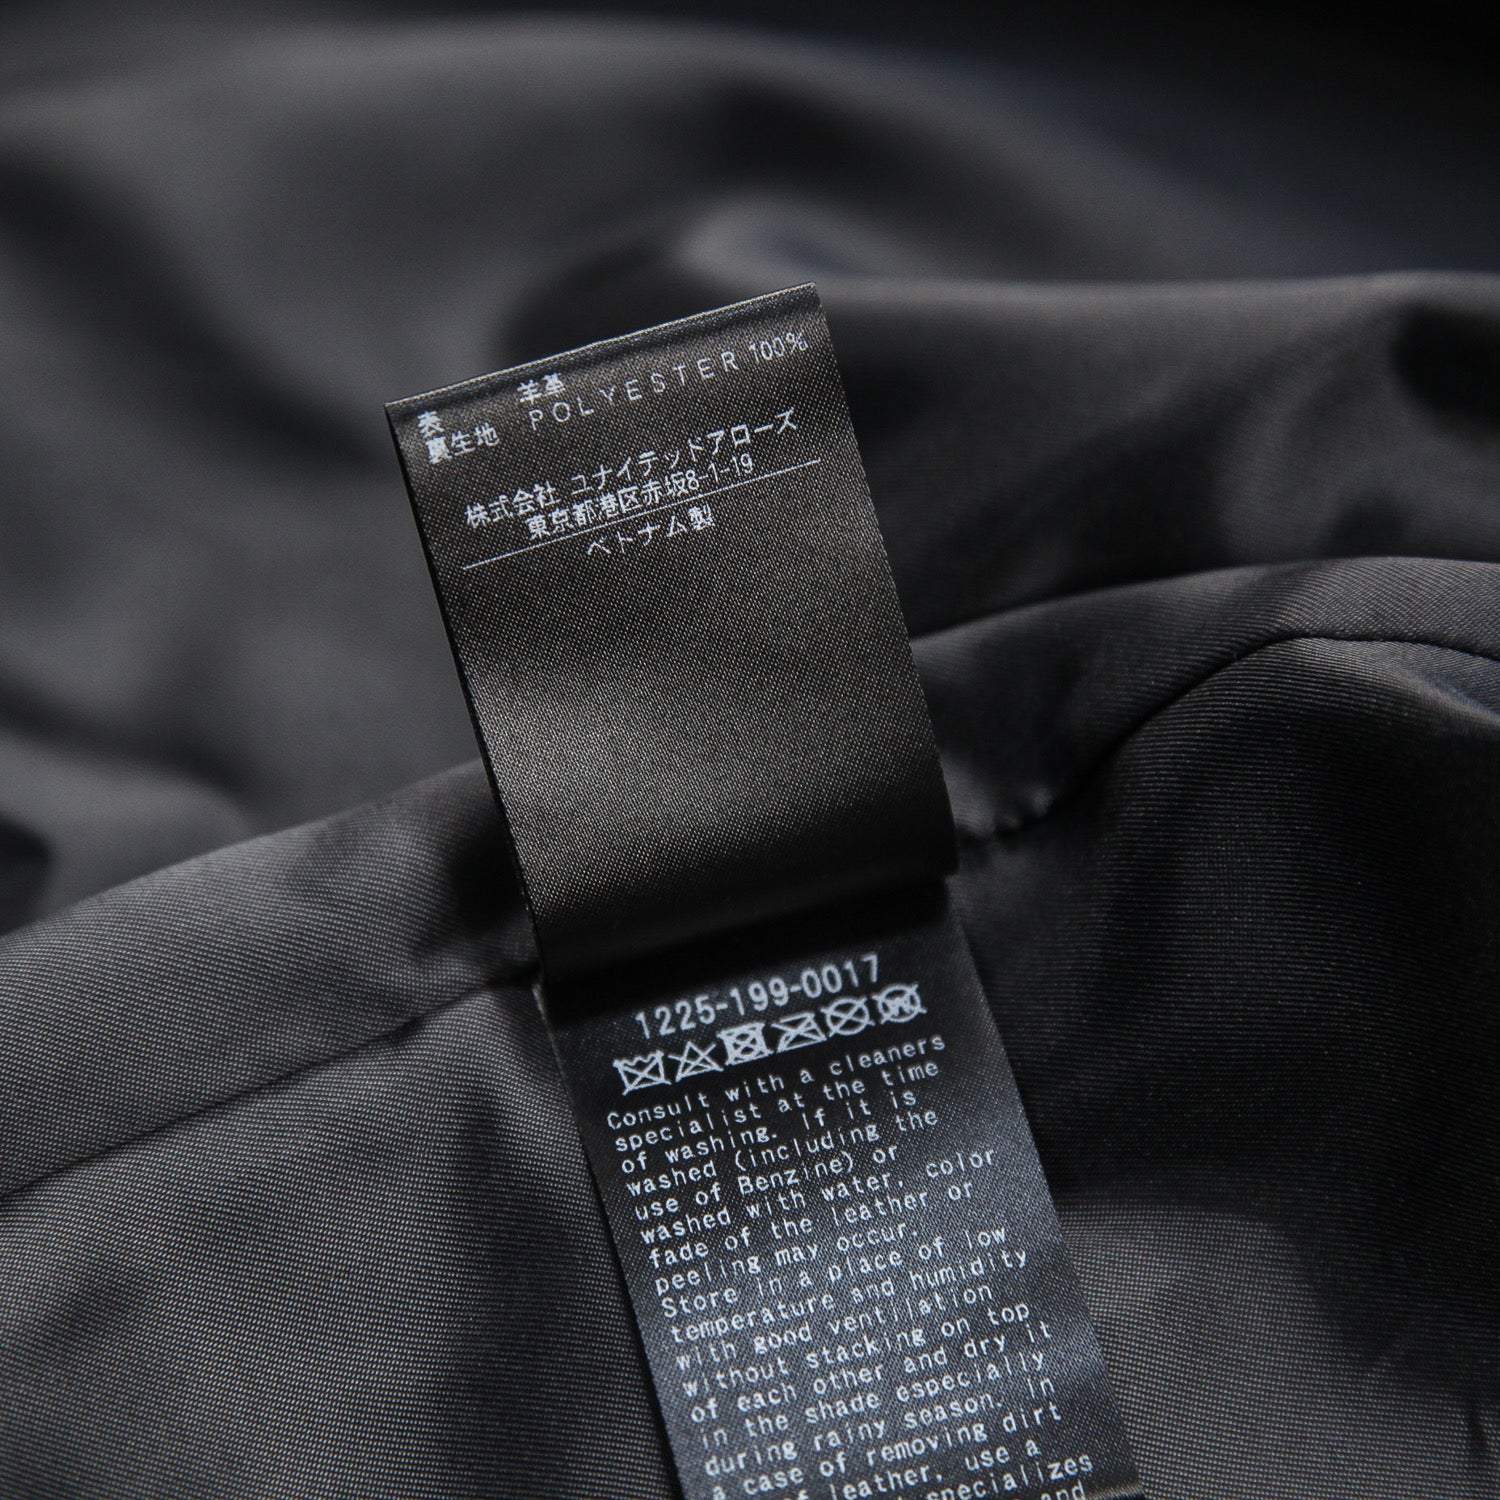 表 羊革
裏生地 POLYESTER 100%
株式会社 ユナイテッドアローズ
東京都港区赤坂8-1-19
ベトナム製
1225-199-0017
Consult with a cleaners
specialist at the time
of washing. If it is
washed (including the
use of Benzine) or
washed with water, color
fade of the leather or
peeling may occur.
Store in a place of low
temperature and humidity
with good ventilation
without stacking on top
of each other and dry it
in the shade especially
during rainy season. In
a case of removing dirt
of leather, use a
specializes
and